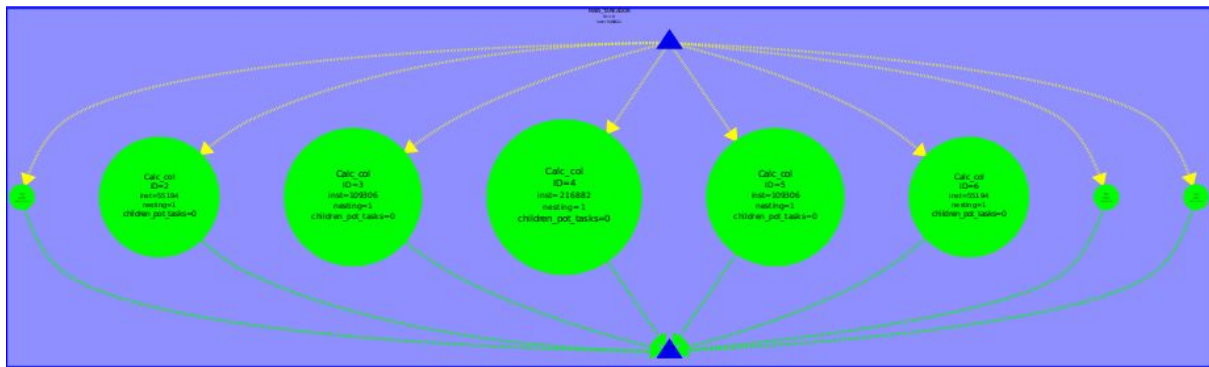 Calc_col
ID=2
inst=55194
nesting=1
children_pot_tasks=0
Calc_col
ID=3
inst=109306
nesting=1
children_pot_tasks=0
Calc_col
ID=4
inst=216882
nesting=1
children_pot_tasks=0
Calc_col
ID=5
inst=109306
nesting=1
children_pot_tasks=0
Calc_col
ID=6
inst=55194
nesting=1
children_pot_tasks=0